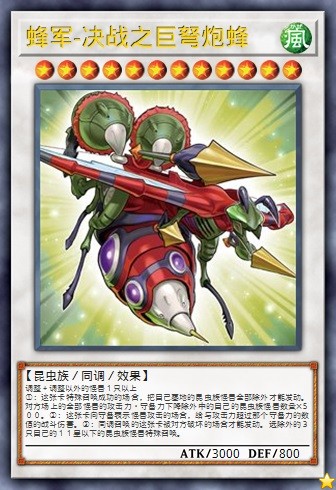 蜂军-决战之巨弩炮蜂
風
【昆虫族/同调/效果】
调整+调整以外的怪兽1只以上
①：这张卡特殊召唤成功的场合，把自己墓地的昆虫族怪兽全部除外才能发动。
对方场上的全部怪兽的攻击力·守备力下降除外中的自己的昆虫族怪兽数量×5
00。②：这张卡向守备表示怪兽攻击的场合，给与攻击力超过那个守备力的数
值的战斗伤害。③：同调召唤的这张卡被对方破坏的场合才能发动。选除外的3
只自己的11星以下的昆虫族怪兽特殊召唤。
ATK/3000 DEF/800